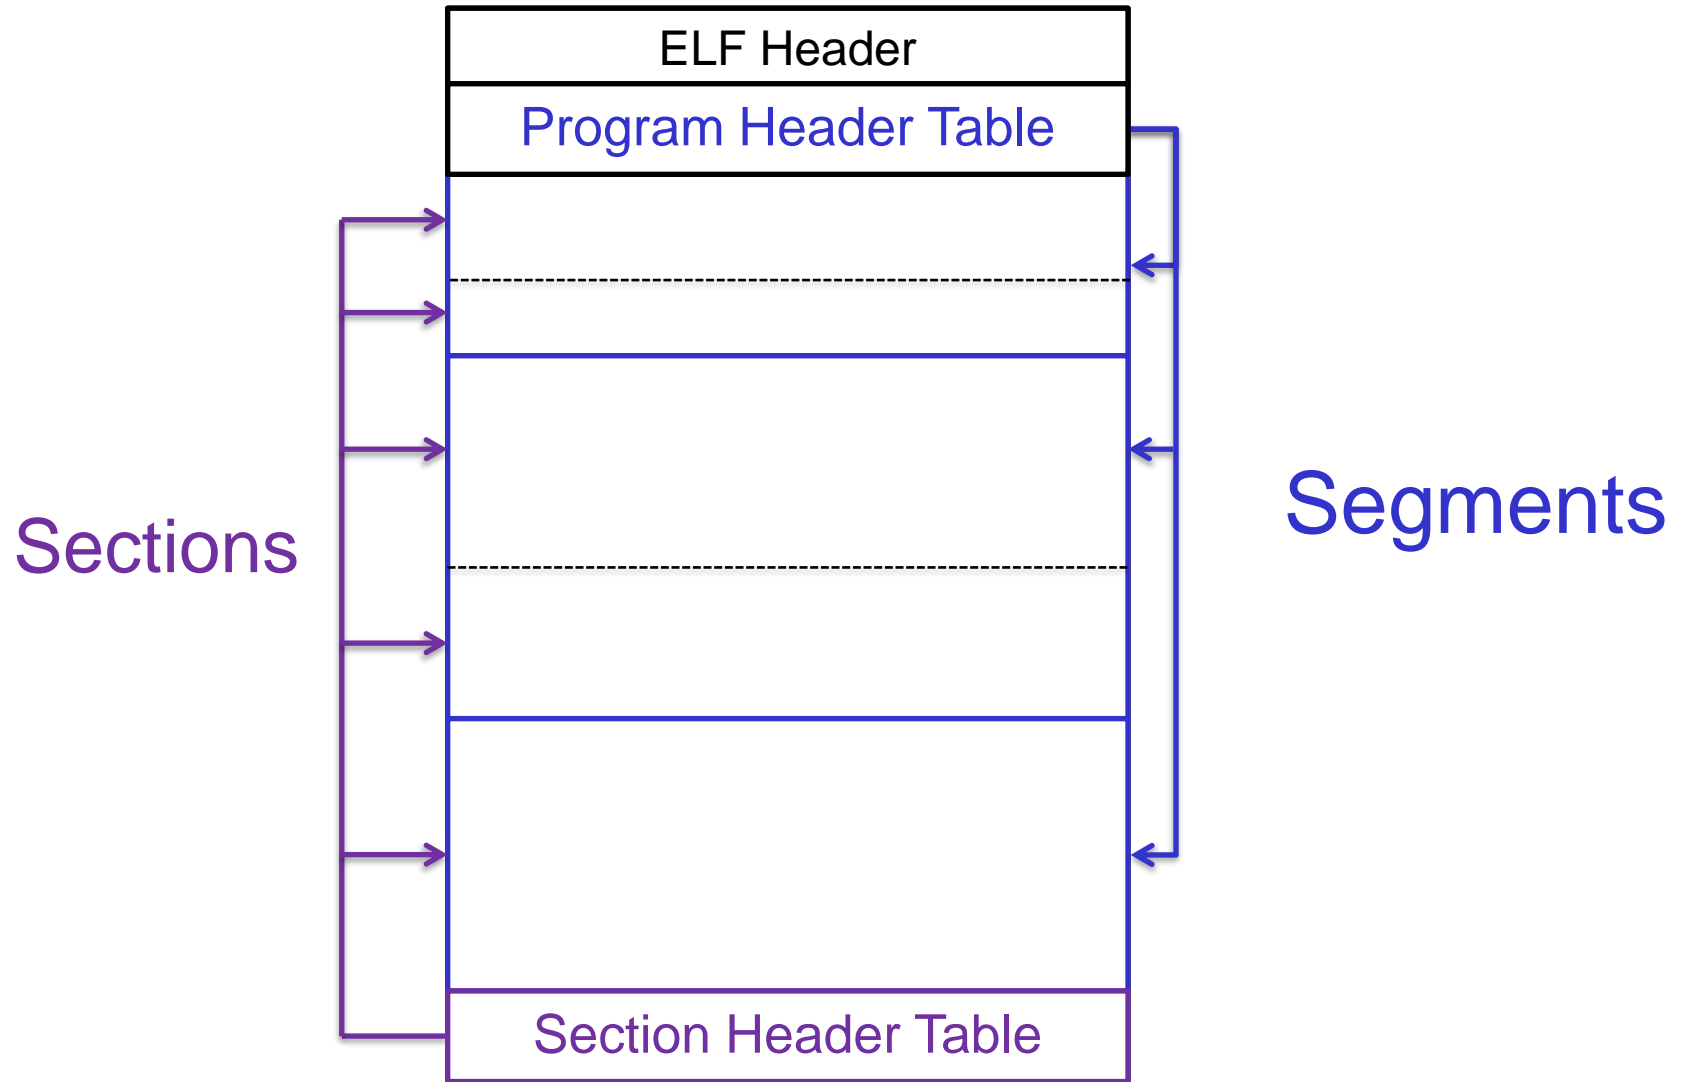 ELF Header
Program Header Table
Sections
Segments
Section Header Table